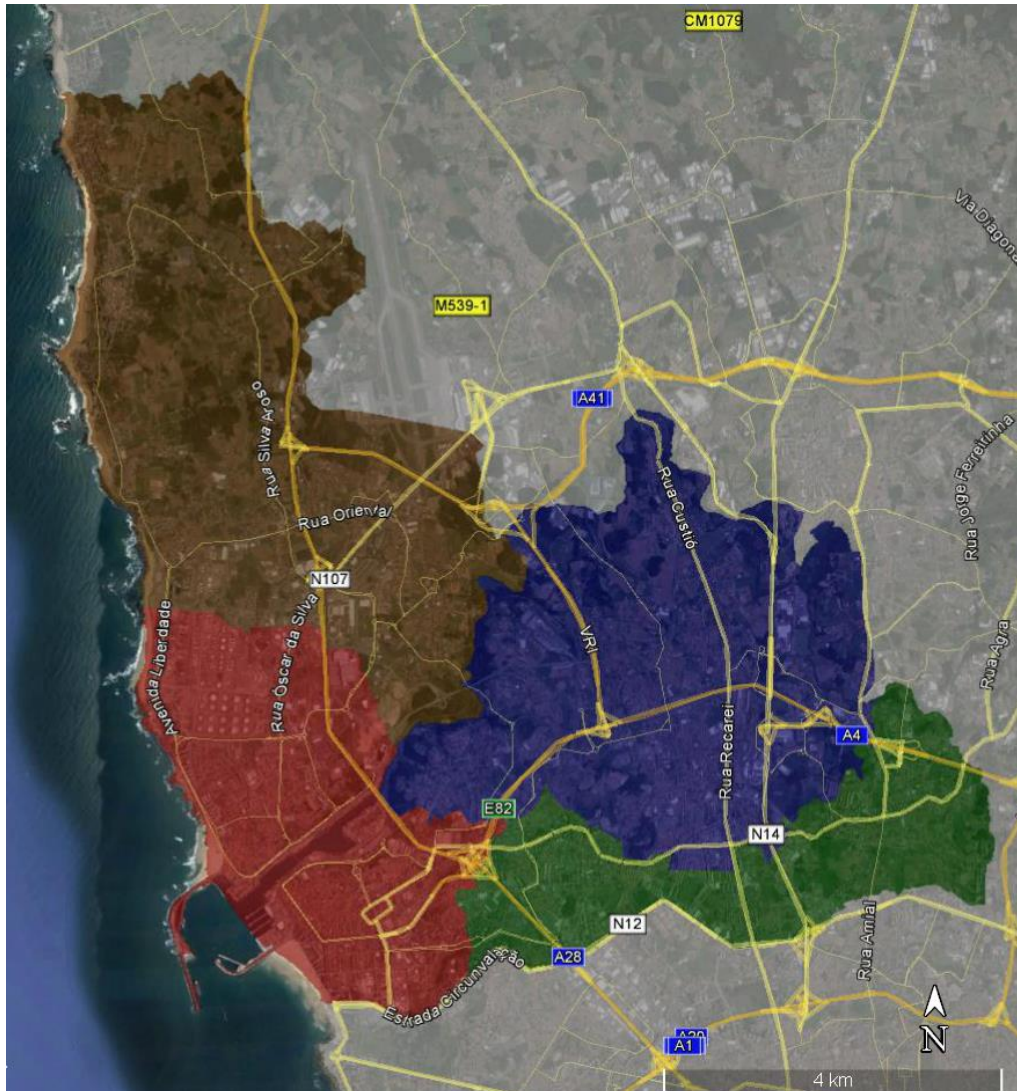 CM1079
Via Diagonal
M539-1
A41
Rua Silva Aroso
Rua Jorge Ferreirinha
Rua Custió
Rua Oriental
N107
Avenida Liberdade
Rua Óscar da Silva
VRI
Rua Agra
Rua Recarei
A4
E82
N14
N12
Rua Amial
A28
Estrada Circunvalação
A20
A1
N
4 km